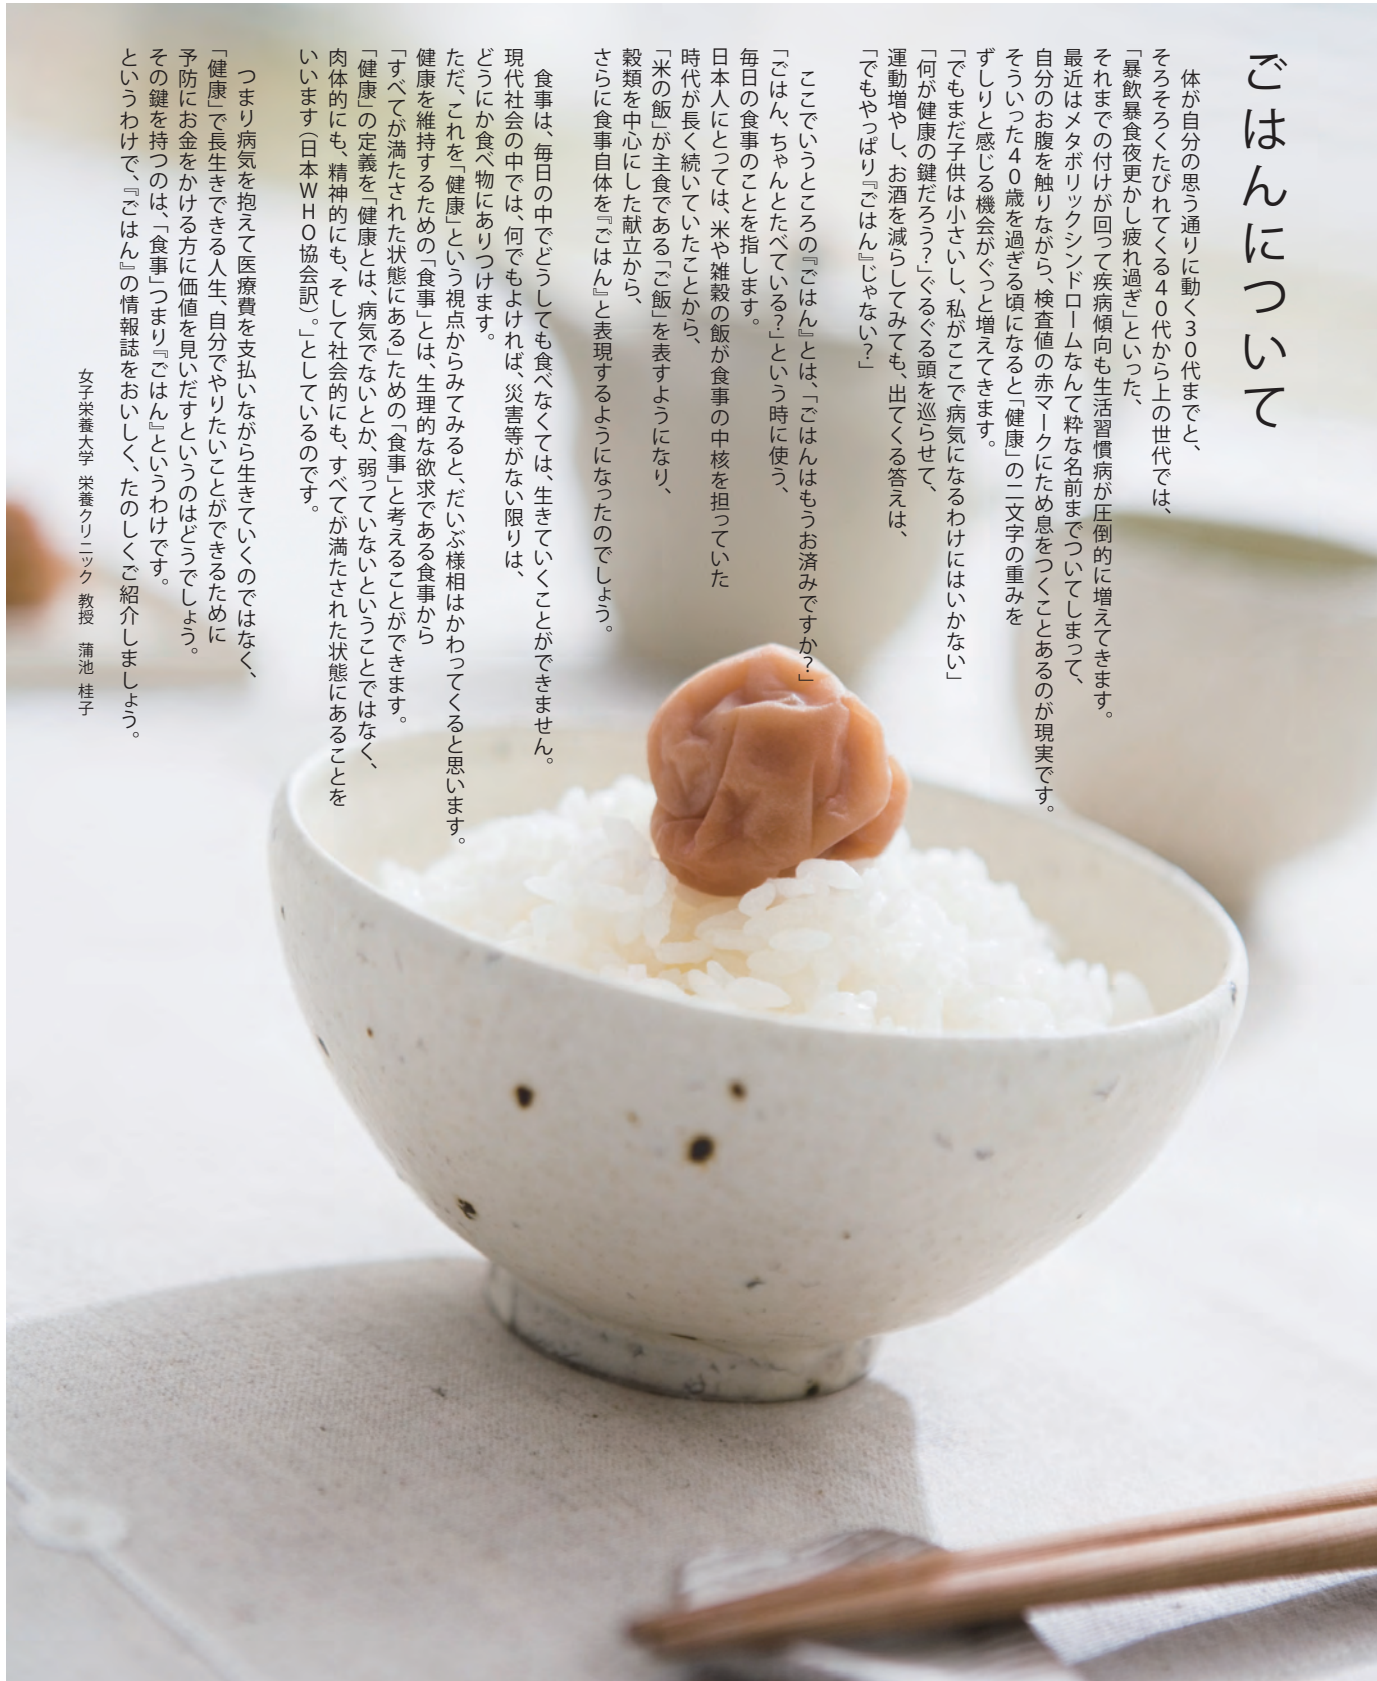 ごはんについて
体が自分の思う通りに動く３０代までと、
そろそろくたびれてくる４０代から上の世代では、
「暴飲暴食夜更かし疲れ過ぎ」といった、
それまでの付けが回って疾病傾向も生活習慣病が圧倒的に増えてきます。
最近はメタボリックシンドロームなんて粋な名前までついてしまって、
自分のお腹を触りながら、検査値の赤マークにため息をつくことあるのが現実です。
そういった４０歳を過ぎる頃になると「健康」の二文字の重みを
ずしりと感じる機会がぐっと増えてきます。
「でもまだ子供は小さいし、私がここで病気になるわけにはいかない」
「何が健康の鍵だろう？」ぐるぐる頭を巡らせて、
運動増やし、お酒を減らしてみても、出てくる答えは、
「でもやっぱり『ごはん』じゃない？」
ここでいうところの『ごはん』とは、「ごはんはもうお済みですか？」
「ごはん、ちゃんとたべている？」という時に使う、
毎日の食事のことを指します。
日本人にとっては、米や雑穀の飯が食事の中核を担っていた
時代が長く続いていたことから、
「米の飯」が主食である「ご飯」を表すようになり、
穀類を中心にした献立から、
さらに食事自体を『ごはん』と表現するようになったのでしょう。
食事は、毎日の中でどうしても食べなくては、生きていくことができません。
現代社会の中では、何でもよければ、災害等がない限りは、
どうにか食べ物にありつけます。
ただ、これを「健康」という視点からみてみると、だいぶ様相はかわってくると思います。
健康を維持するための「食事」とは、生理的な欲求である食事から
「すべてが満たされた状態にある」ための「食事」と考えることができます。
「健康」の定義を「健康とは、病気でないとか、弱っていないということではなく、
肉体的にも、精神的にも、そして社会的にも、すべてが満たされた状態にあることを
いいます（日本ＷＨＯ協会訳）。」としているのです。
つまり病気を抱えて医療費を支払いながら生きていくのではなく、
「健康」で長生きできる人生、自分でやりたいことができるために
予防にお金をかける方に価値を見いだすというのはどうでしょう。
その鍵を持つのは、「食事」つまり『ごはん』というわけです。
というわけで、『ごはん』の情報誌をおいしく、たのしくご紹介しましょう。
女子栄養大学 栄養クリニック 教授　蒲池 桂子